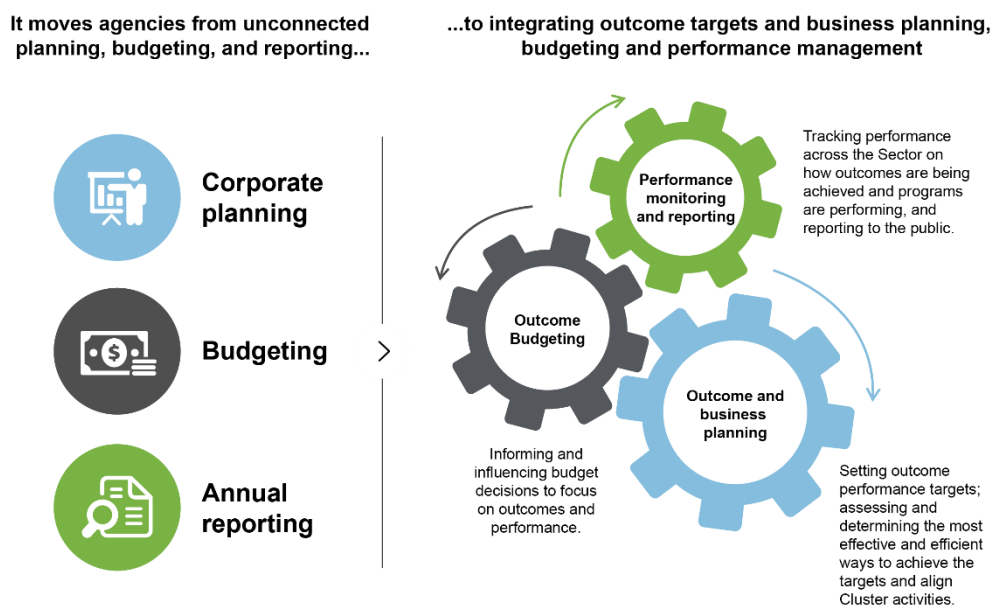 It moves agencies from unconnected
planning, budgeting, and reporting...
...to integrating outcome targets and business planning,
budgeting and performance management
Corporate
planning
$
Budgeting
Annual
reporting
Performance
monitoring
and reporting
Tracking performance
across the Sector on
how outcomes are being
achieved and programs
are performing, and
reporting to the public.
Outcome
Budgeting
Informing and
influencing budget
decisions to focus
on outcomes and
performance.
Outcome and
business
planning
Setting outcome
performance targets;
assessing and
determining the most
effective and efficient
ways to achieve the
targets and align
Cluster activities.